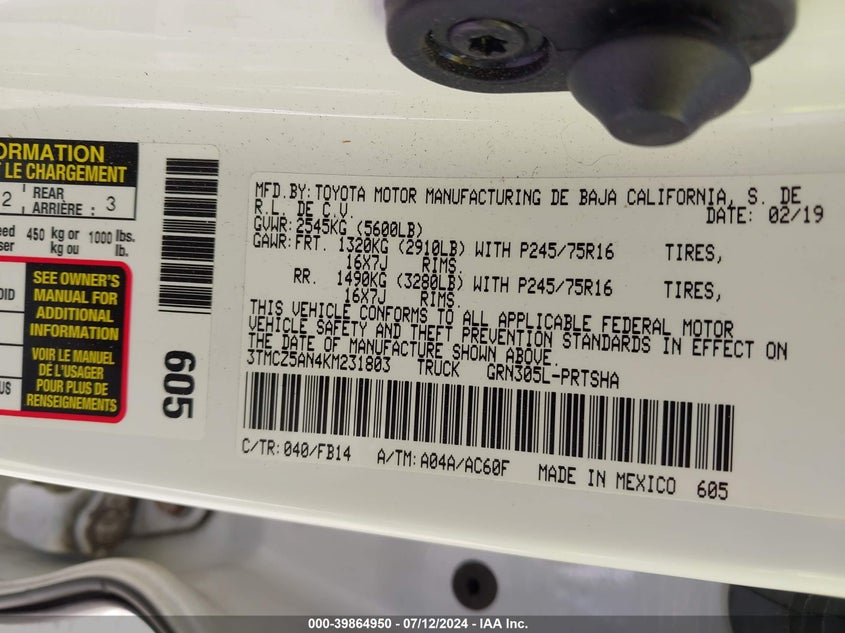 ORMATION
T LE CHARGEMENT
2 | REAR ARRIÈRE : 3
eed 450 kg or 1000 lbs.
ser kg ou lb.
SEE OWNER'S
MANUAL FOR
ADDITIONAL
INFORMATION
VOIR LE MANUEL
DE L'USAGER
POUR PLUS DE
RENSEIGNEMENTS
OID
US
605
MFD.BY:TOYOTA MOTOR MANUFACTURING DE BAJA CALIFORNIA, S. DE
R.L. DE C.V. DATE: 02/19
GVWR:2545KG (5600LB)
GAWR:FRT. 1320KG (2910LB) WITH P245/75R16 TIRES,
16X7J RIMS.
RR. 1490KG (3280LB) WITH P245/75R16 TIRES,
16X7J RIMS.
THIS VEHICLE CONFORMS TO ALL APPLICABLE FEDERAL MOTOR
VEHICLE SAFETY AND THEFT PREVENTION STANDARDS IN EFFECT ON
THE DATE OF MANUFACTURE SHOWN ABOVE.
3TMCZ5AN4KM231803 TRUCK GRN305L-PRTSHA
C/TR:040/FB14 A/TM:A04A/AC60F MADE IN MEXICO 605
000-39864950 - 07/12/2024 - IAA Inc.